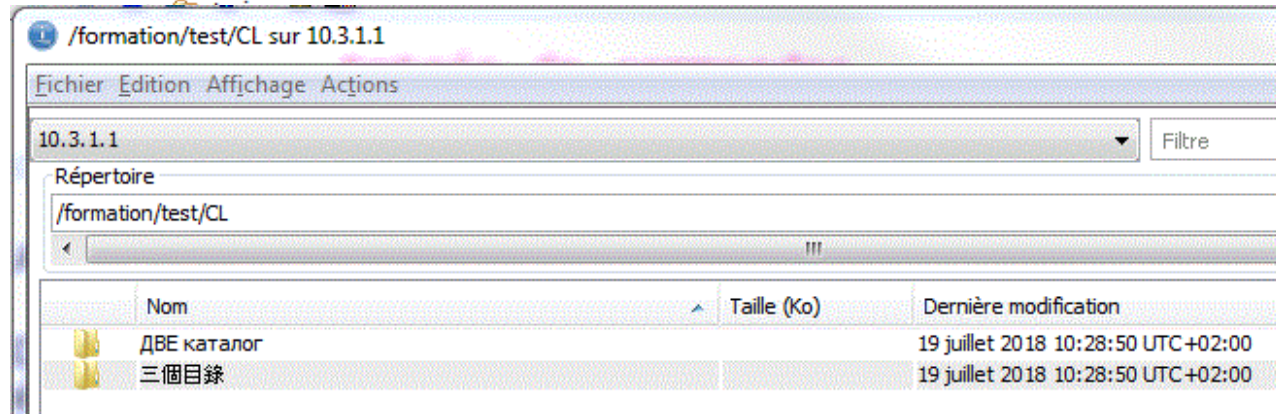 /formation/test/CL sur 10.3.1.1
Fichier Edition Affichage Actions
10.3.1.1 Filtre
Répertoire
/formation/test/CL
Nom Taille (Ko) Dernière modification
ДВЕ каталог 19 juillet 2018 10:28:50 UTC+02:00
三個目錄 19 juillet 2018 10:28:50 UTC+02:00